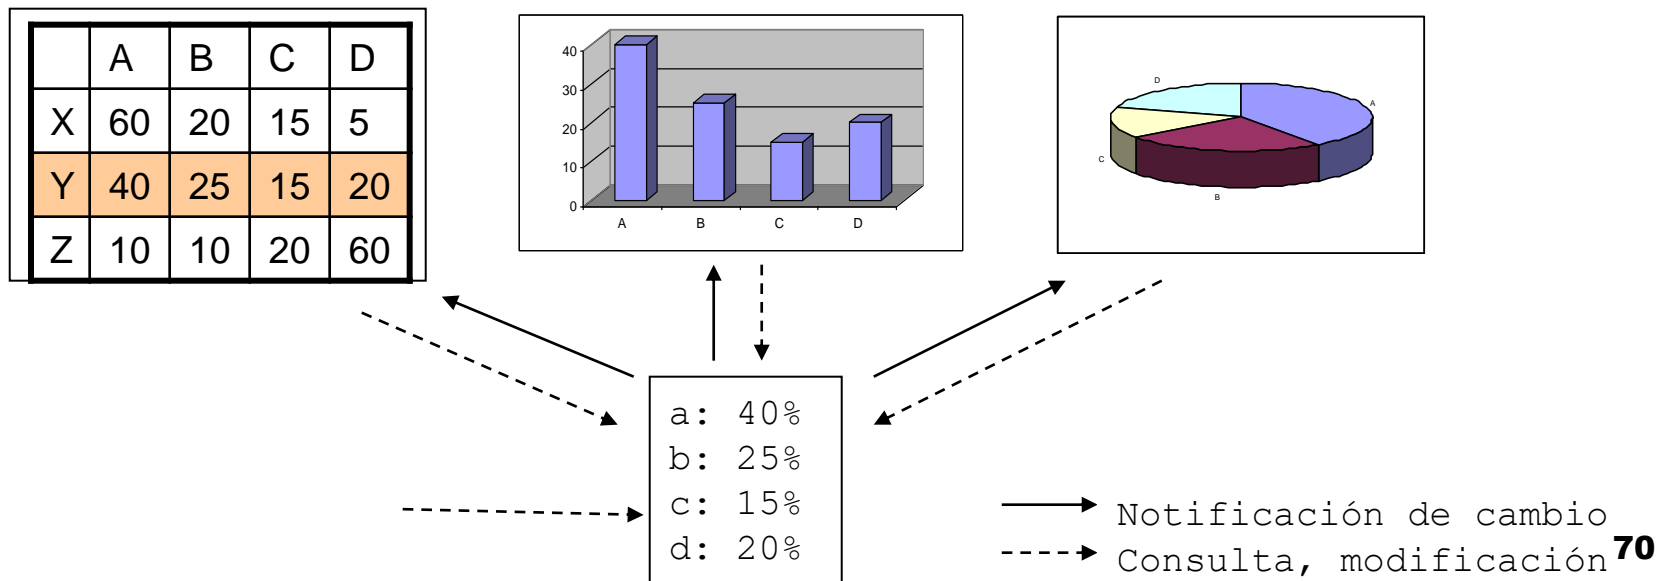 A B C D
X 60 20 15 5
Y 40 25 15 20
Z 10 10 20 60
40
30
20
10
0
A B C D
D
A
C
B
a: 40%
b: 25%
c: 15%
d: 20%
Notificación de cambio
Consulta, modificación 70